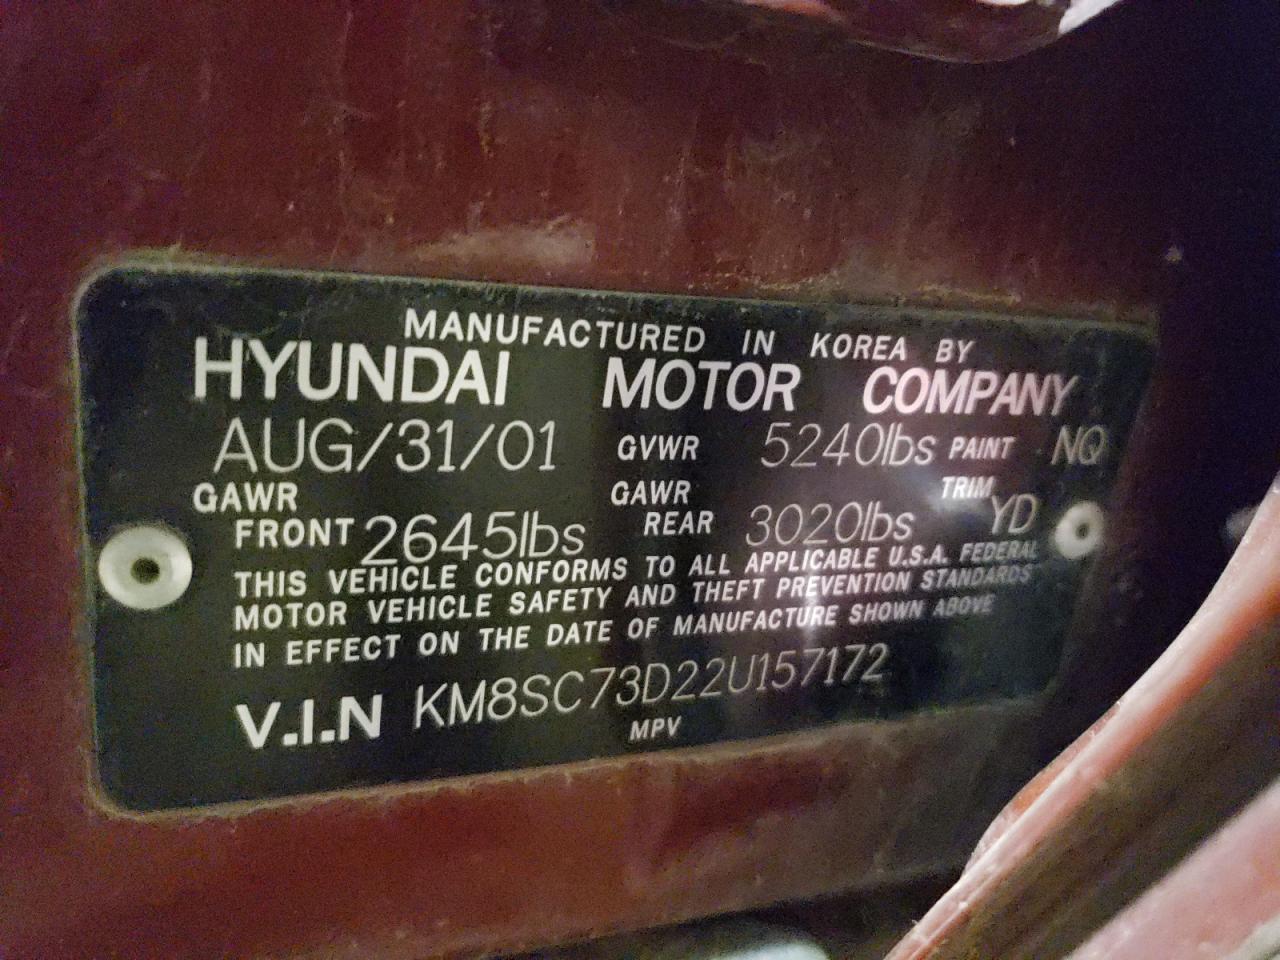 MANUFACTURED IN KOREA BY
HYUNDAI MOTOR COMPANY
AUG/31/01 GVWR 5240lbs PAINT NQ
GAWR FRONT 2645lbs GAWR REAR 3020lbs TRIM YD
THIS VEHICLE CONFORMS TO ALL APPLICABLE U.S.A. FEDERAL
MOTOR VEHICLE SAFETY AND THEFT PREVENTION STANDARDS
IN EFFECT ON THE DATE OF MANUFACTURE SHOWN ABOVE
V.I.N KM8SC73D22U157172
MPV